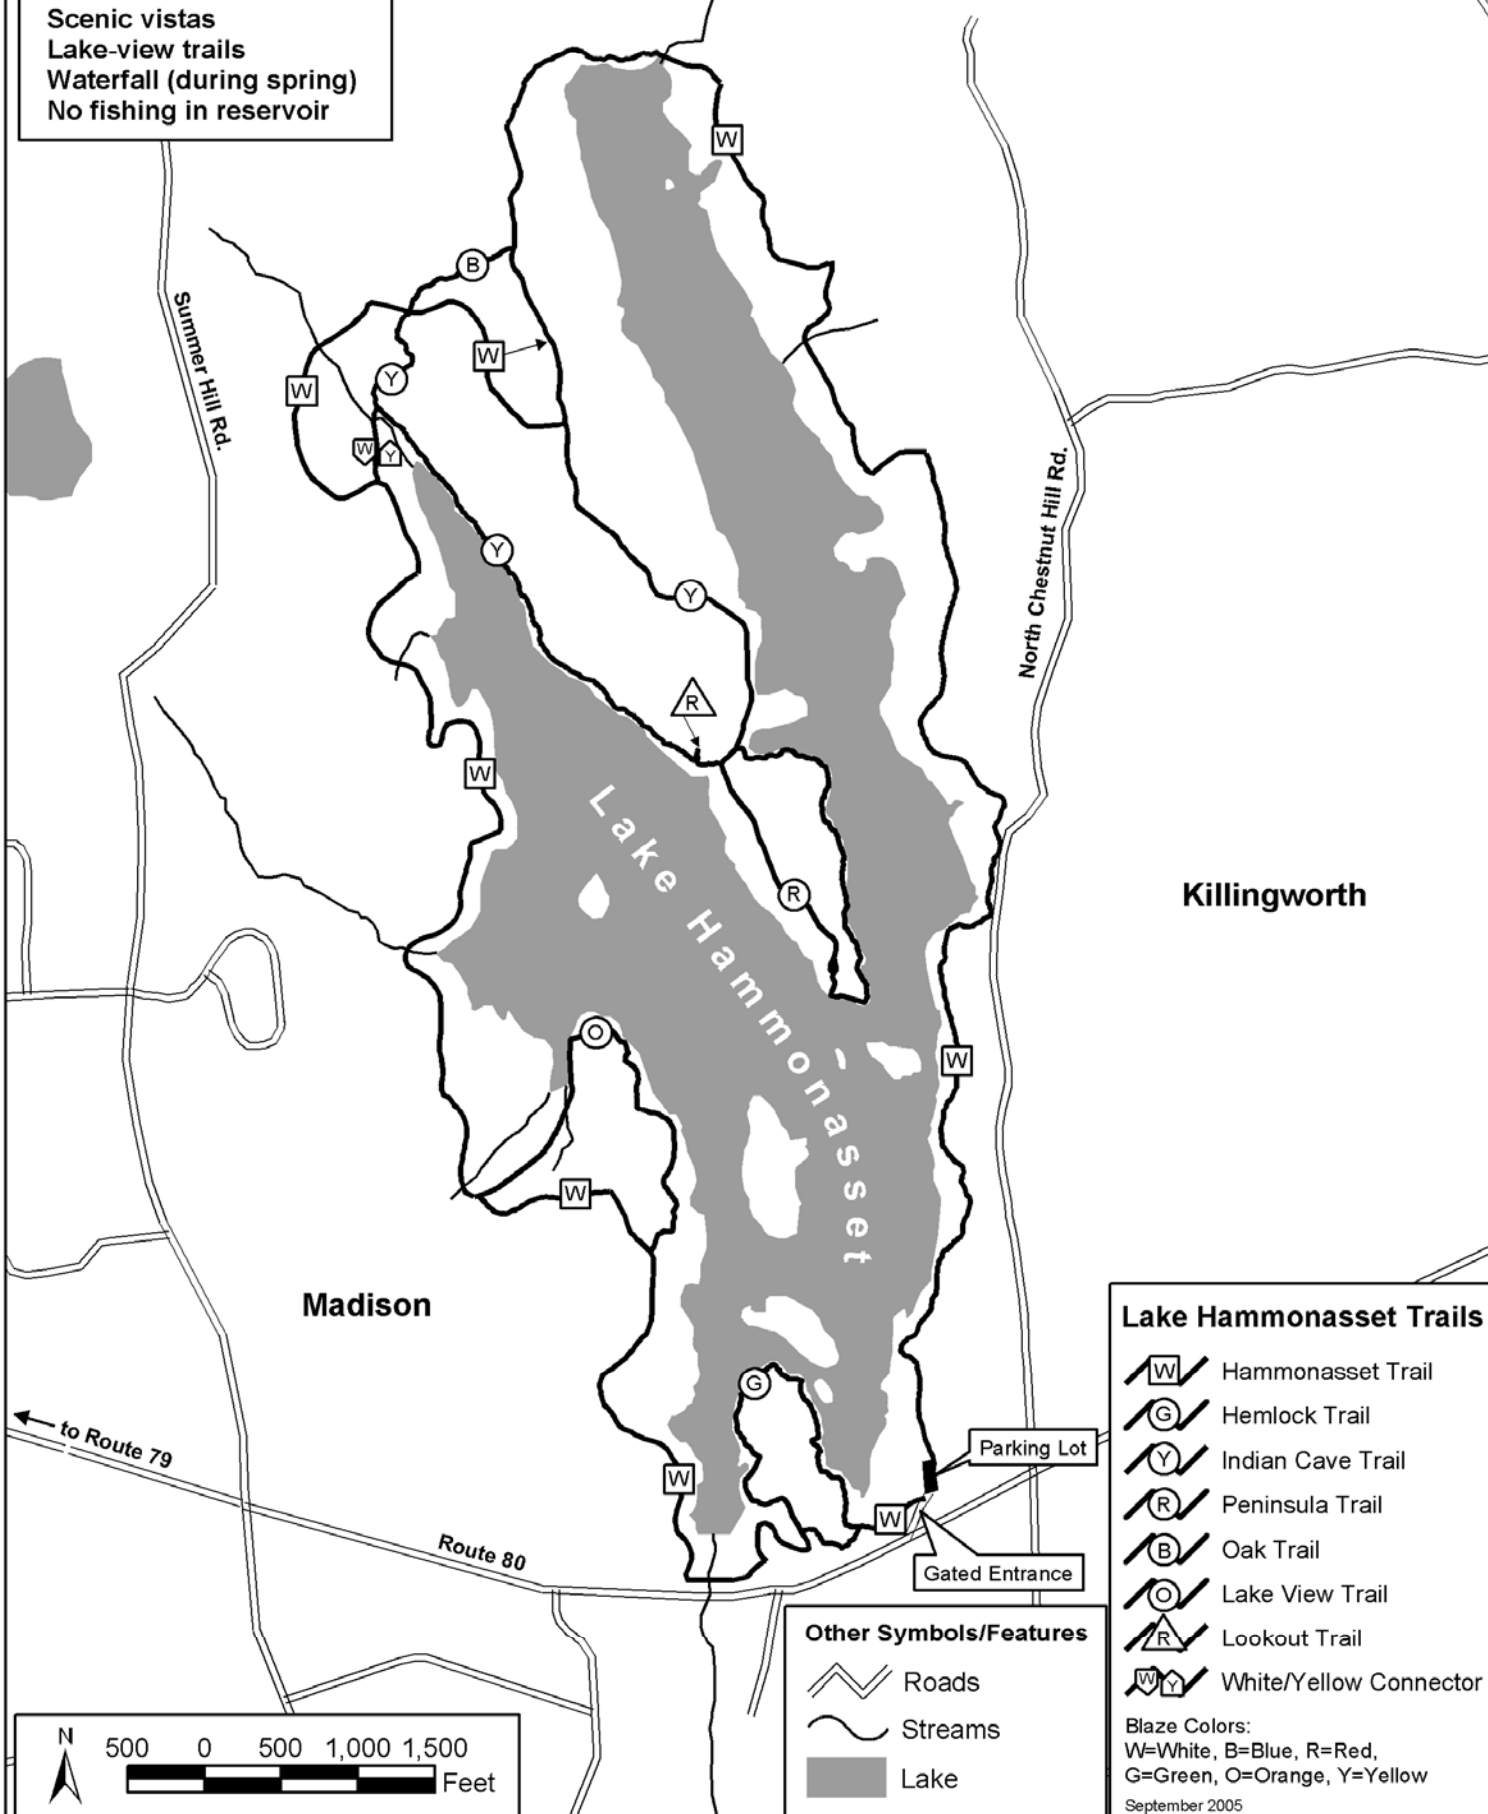 Scenic vistas
Lake-view trails
Waterfall (during spring)
No fishing in reservoir
W
B
Summer Hill Rd.
W
Y
W
W
Y
North Chestnut Hill Rd.
Y
Y
R
W
Lake Hammonasset
R
Killingworth
O
W
W
Madison
G
to Route 79
W
Parking Lot
W
Route 80
Gated Entrance
Lake Hammonasset Trails
W Hammonasset Trail
G Hemlock Trail
Y Indian Cave Trail
R Peninsula Trail
B Oak Trail
O Lake View Trail
R Lookout Trail
W Y White/Yellow Connector
Blaze Colors:
W=White, B=Blue, R=Red,
G=Green, O=Orange, Y=Yellow
September 2005
Other Symbols/Features
Roads
Streams
Lake
N
500 0 500 1,000 1,500
Feet